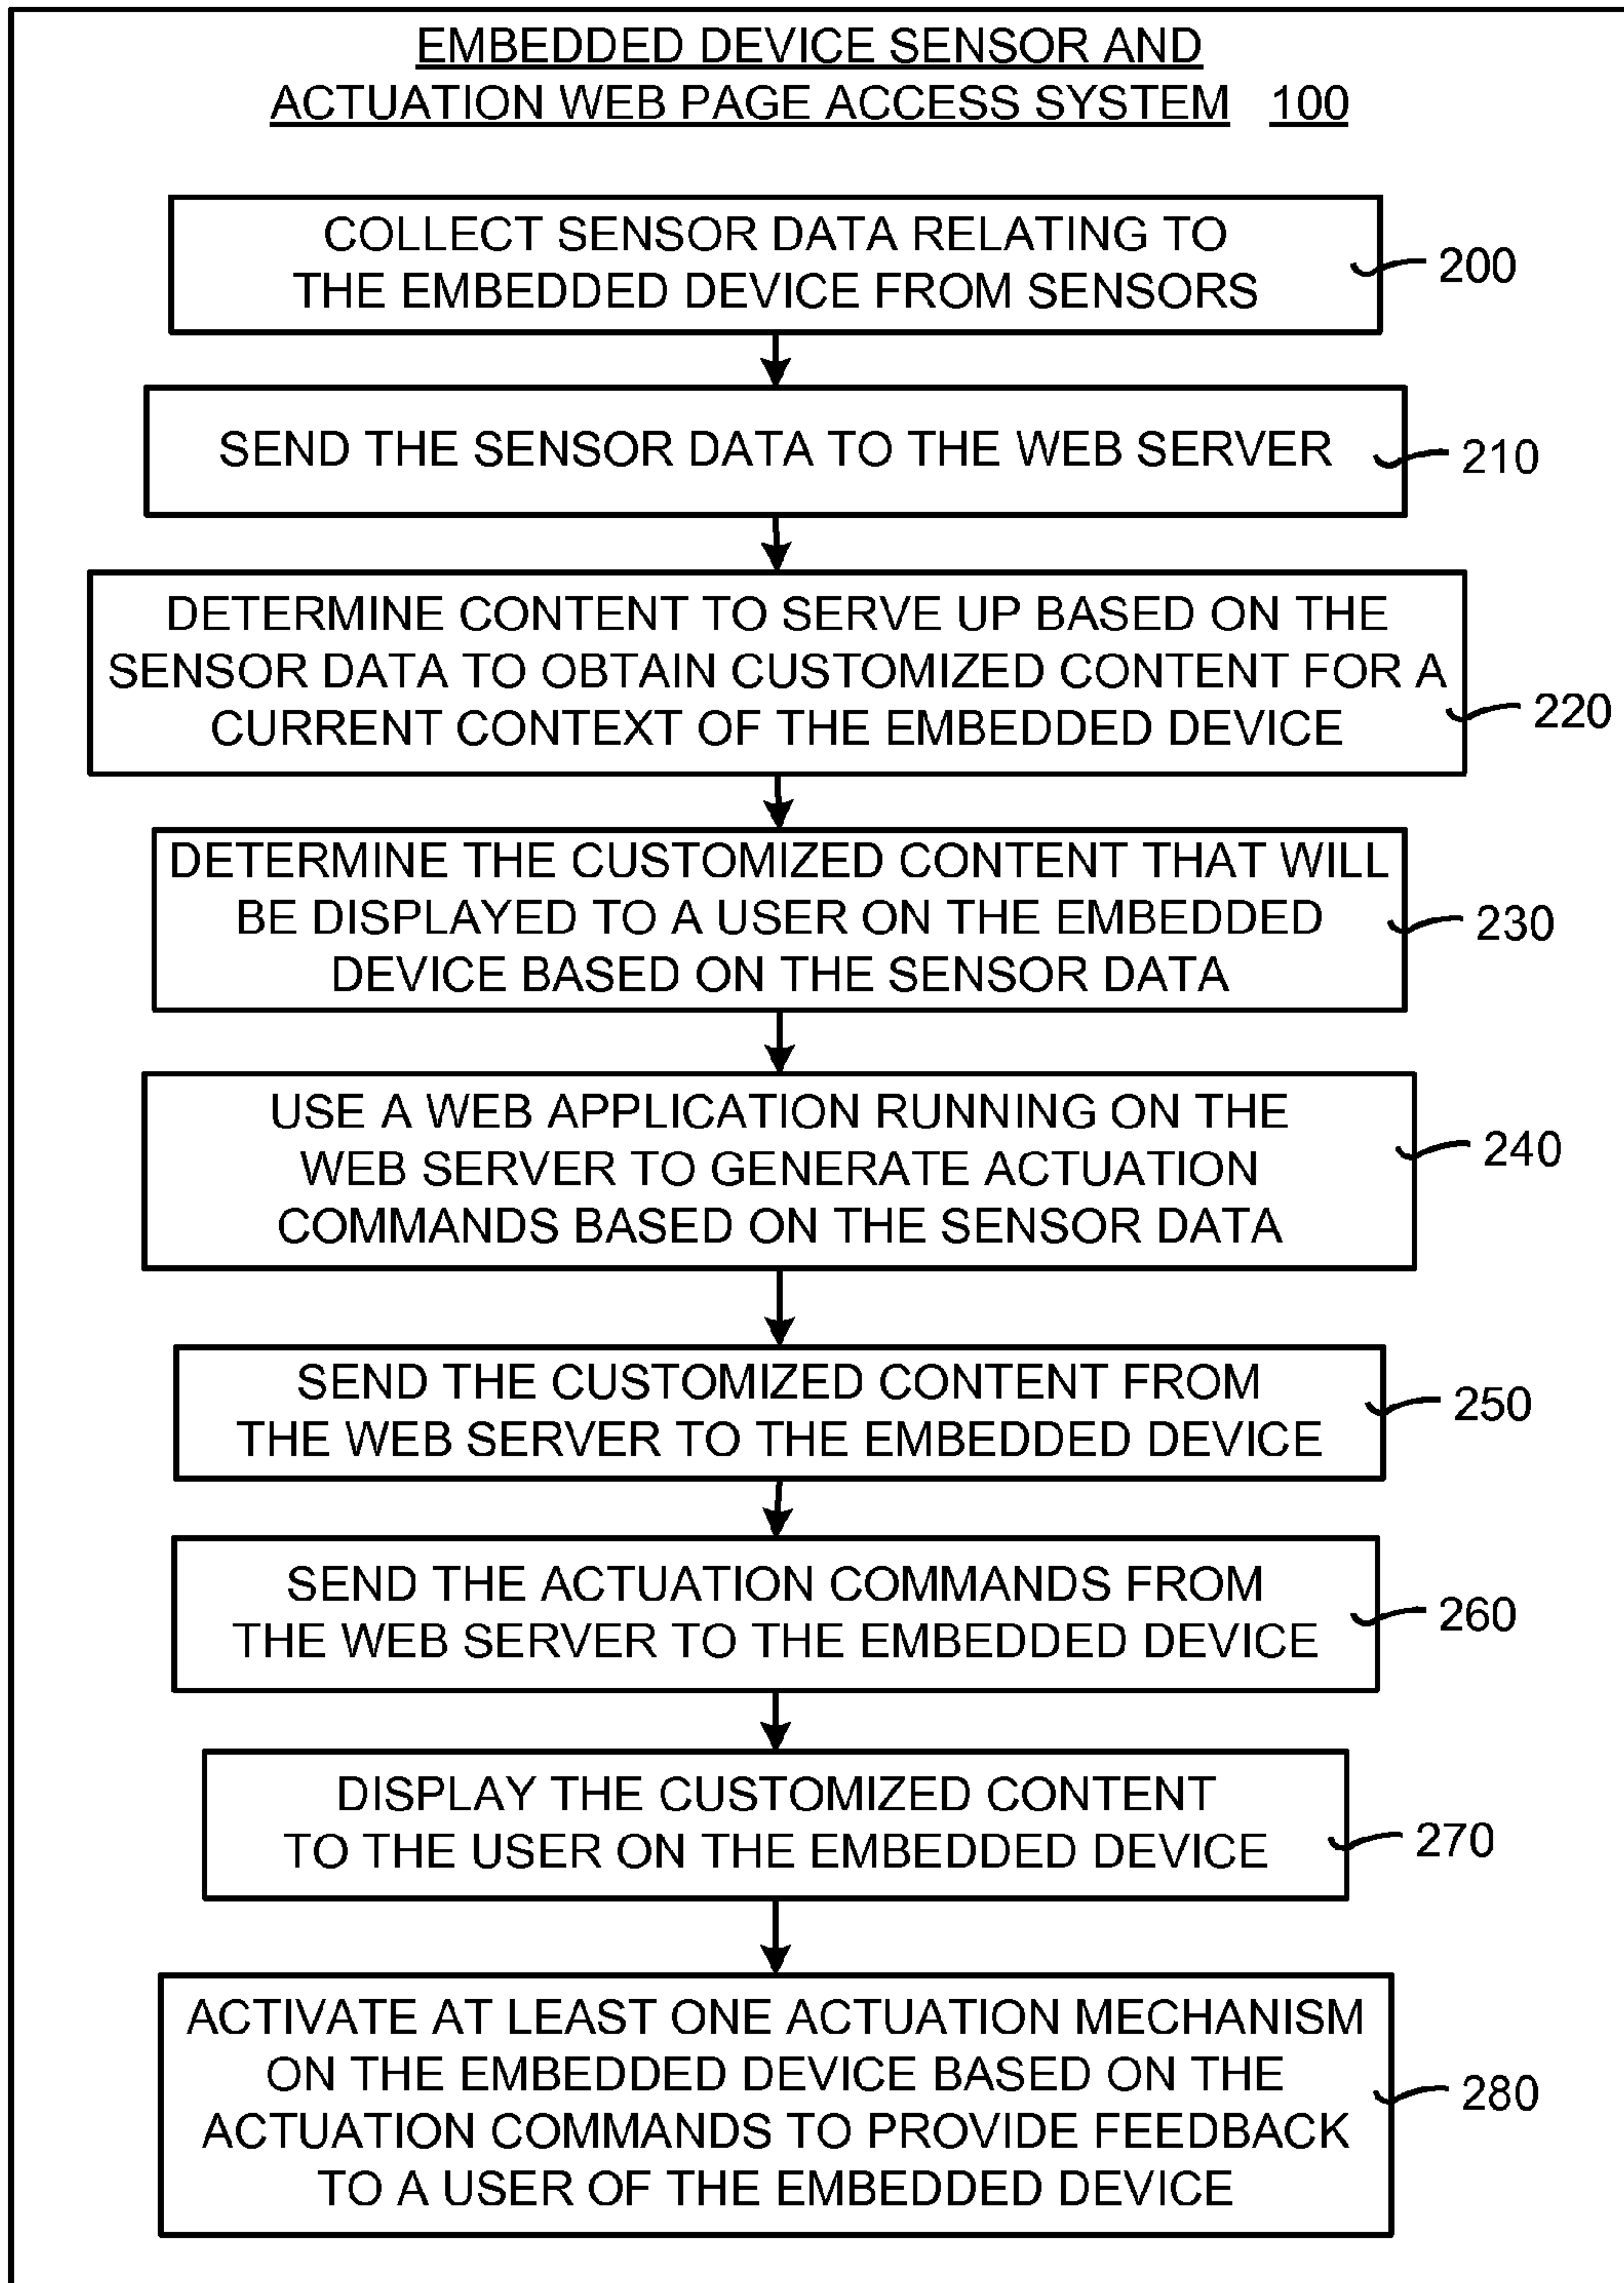 EMBEDDED DEVICE SENSOR AND
ACTUATION WEB PAGE ACCESS SYSTEM 100
COLLECT SENSOR DATA RELATING TO
THE EMBEDDED DEVICE FROM SENSORS
200
SEND THE SENSOR DATA TO THE WEB SERVER
210
DETERMINE CONTENT TO SERVE UP BASED ON THE
SENSOR DATA TO OBTAIN CUSTOMIZED CONTENT FOR A
CURRENT CONTEXT OF THE EMBEDDED DEVICE
220
DETERMINE THE CUSTOMIZED CONTENT THAT WILL
BE DISPLAYED TO A USER ON THE EMBEDDED
DEVICE BASED ON THE SENSOR DATA
230
USE A WEB APPLICATION RUNNING ON THE
WEB SERVER TO GENERATE ACTUATION
COMMANDS BASED ON THE SENSOR DATA
240
SEND THE CUSTOMIZED CONTENT FROM
THE WEB SERVER TO THE EMBEDDED DEVICE
250
SEND THE ACTUATION COMMANDS FROM
THE WEB SERVER TO THE EMBEDDED DEVICE
260
DISPLAY THE CUSTOMIZED CONTENT
TO THE USER ON THE EMBEDDED DEVICE
270
ACTIVATE AT LEAST ONE ACTUATION MECHANISM
ON THE EMBEDDED DEVICE BASED ON THE
ACTUATION COMMANDS TO PROVIDE FEEDBACK
TO A USER OF THE EMBEDDED DEVICE
280